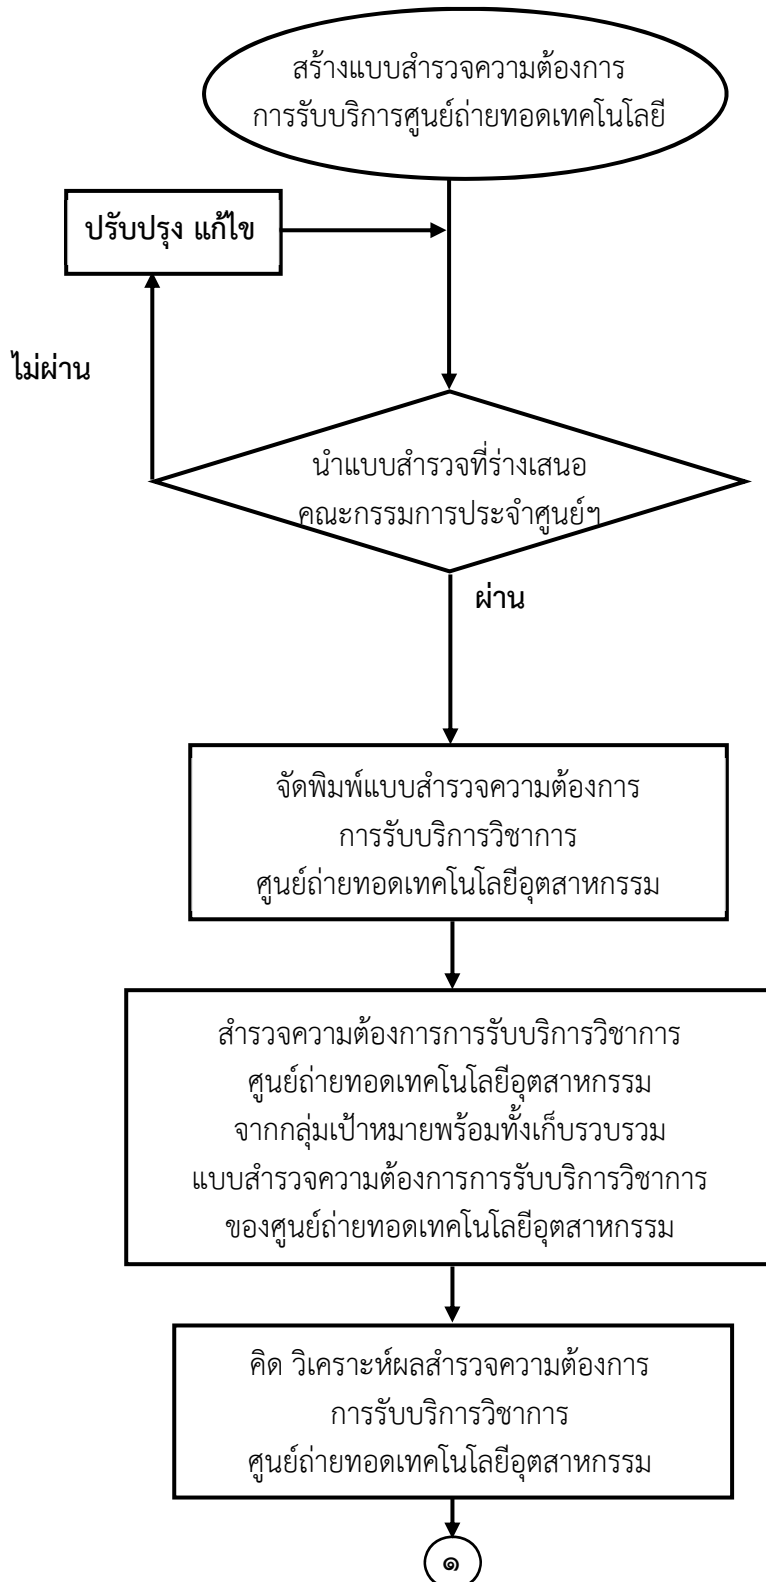 สร้างแบบสำรวจความต้องการ
การรับบริการศูนย์ถ่ายทอดเทคโนโลยี
ปรับปรุง แก้ไข
ไม่ผ่าน
นำแบบสำรวจที่ร่างเสนอ
คณะกรรมการประจำศูนย์ฯ
ผ่าน
จัดพิมพ์แบบสำรวจความต้องการ
การรับบริการวิชาการ
ศูนย์ถ่ายทอดเทคโนโลยีอุตสาหกรรม
สำรวจความต้องการการรับบริการวิชาการ
ศูนย์ถ่ายทอดเทคโนโลยีอุตสาหกรรม
จากกลุ่มเป้าหมายพร้อมทั้งเก็บรวบรวม
แบบสำรวจความต้องการการรับบริการวิชาการ
ของศูนย์ถ่ายทอดเทคโนโลยีอุตสาหกรรม
คิด วิเคราะห์ผลสำรวจความต้องการ
การรับบริการวิชาการ
ศูนย์ถ่ายทอดเทคโนโลยีอุตสาหกรรม
๑